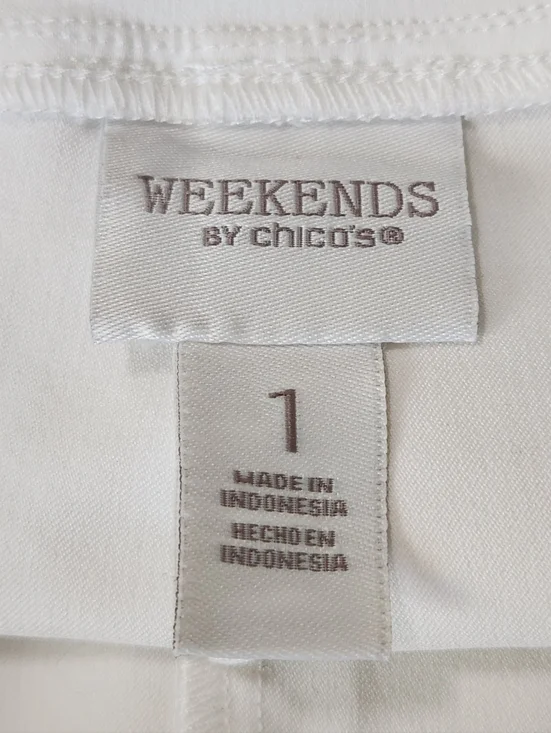 WEEKENDS
BY chico's®
1
MADE IN
INDONESIA
HECHO EN
INDONESIA